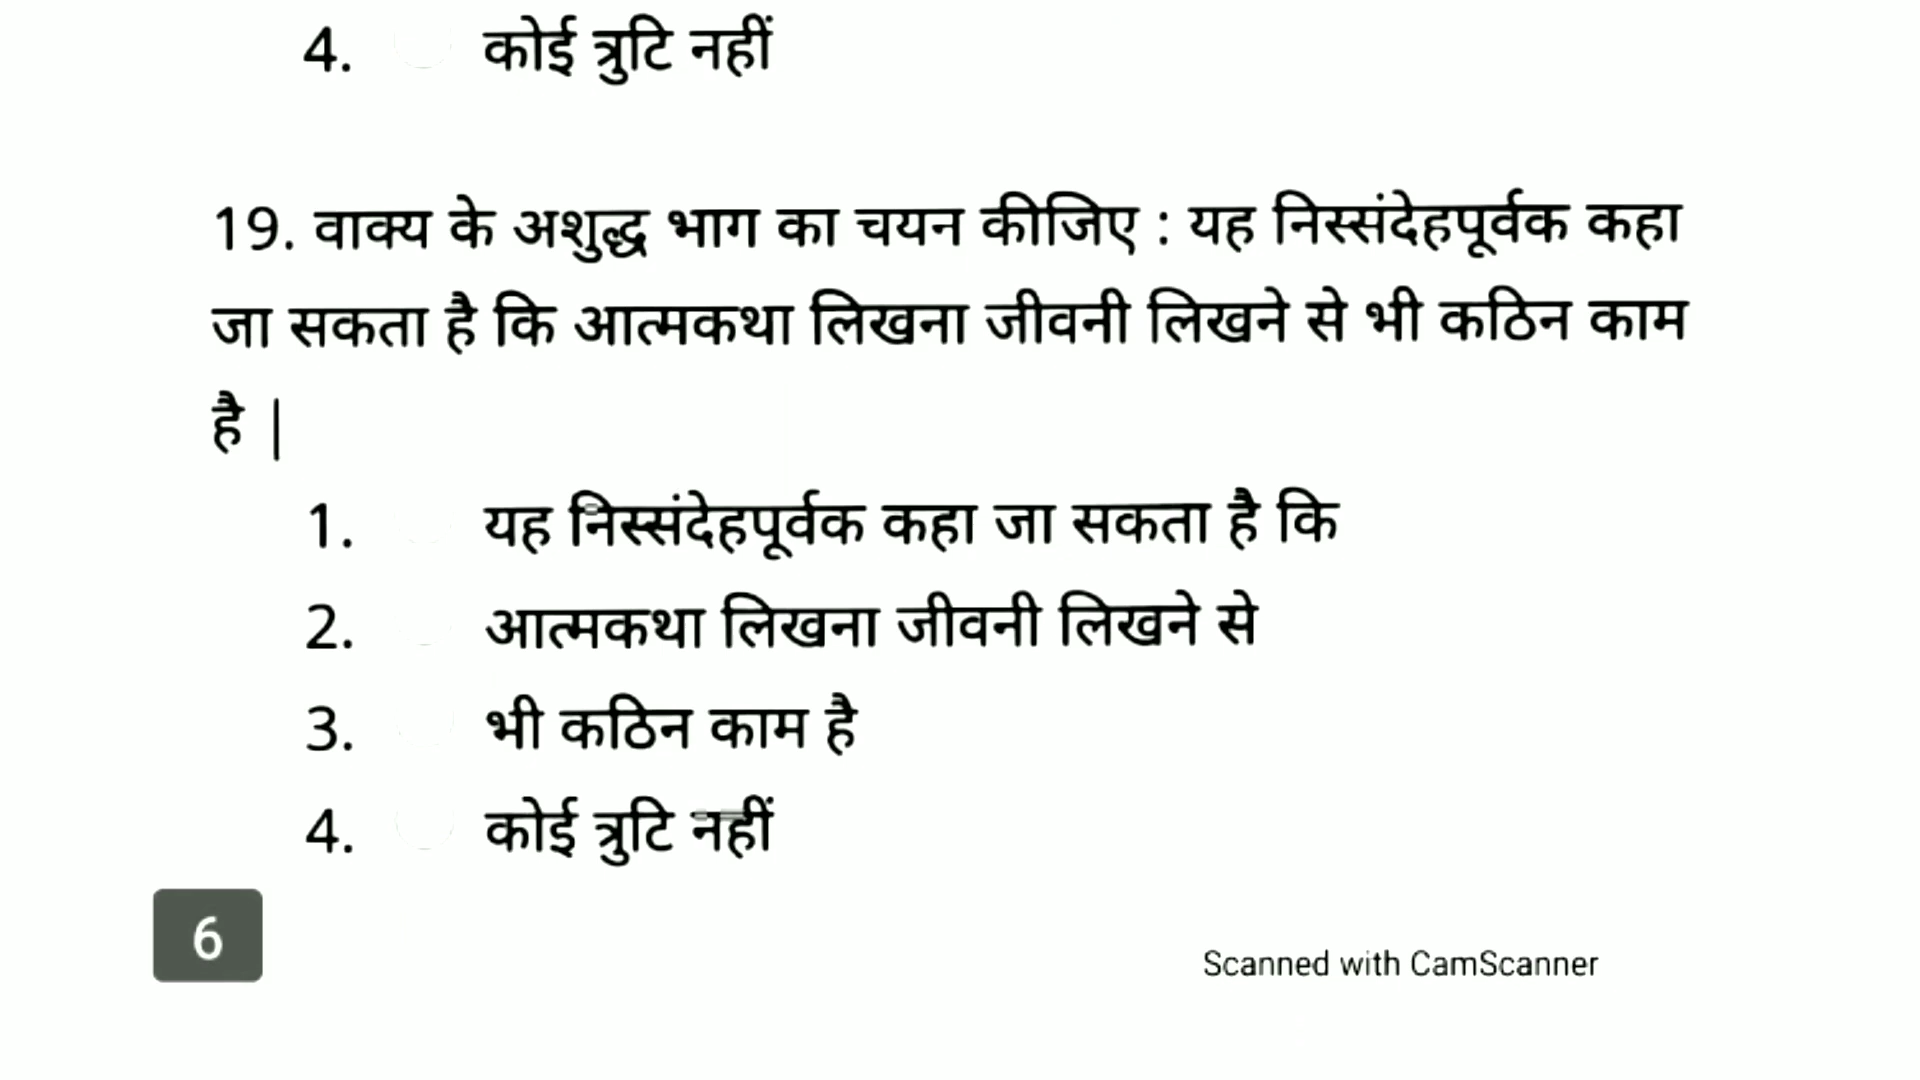 4. कोई त्रुटि नहीं
19. वाक्य के अशुद्ध भाग का चयन कीजिए : यह निस्संदेहपूर्वक कहा
जा सकता है कि आत्मकथा लिखना जीवनी लिखने से भी कठिन काम
है |
1. यह निस्संदेहपूर्वक कहा जा सकता है कि
2. आत्मकथा लिखना जीवनी लिखने से
3. भी कठिन काम है
4. कोई त्रुटि नहीं
6
Scanned with CamScanner